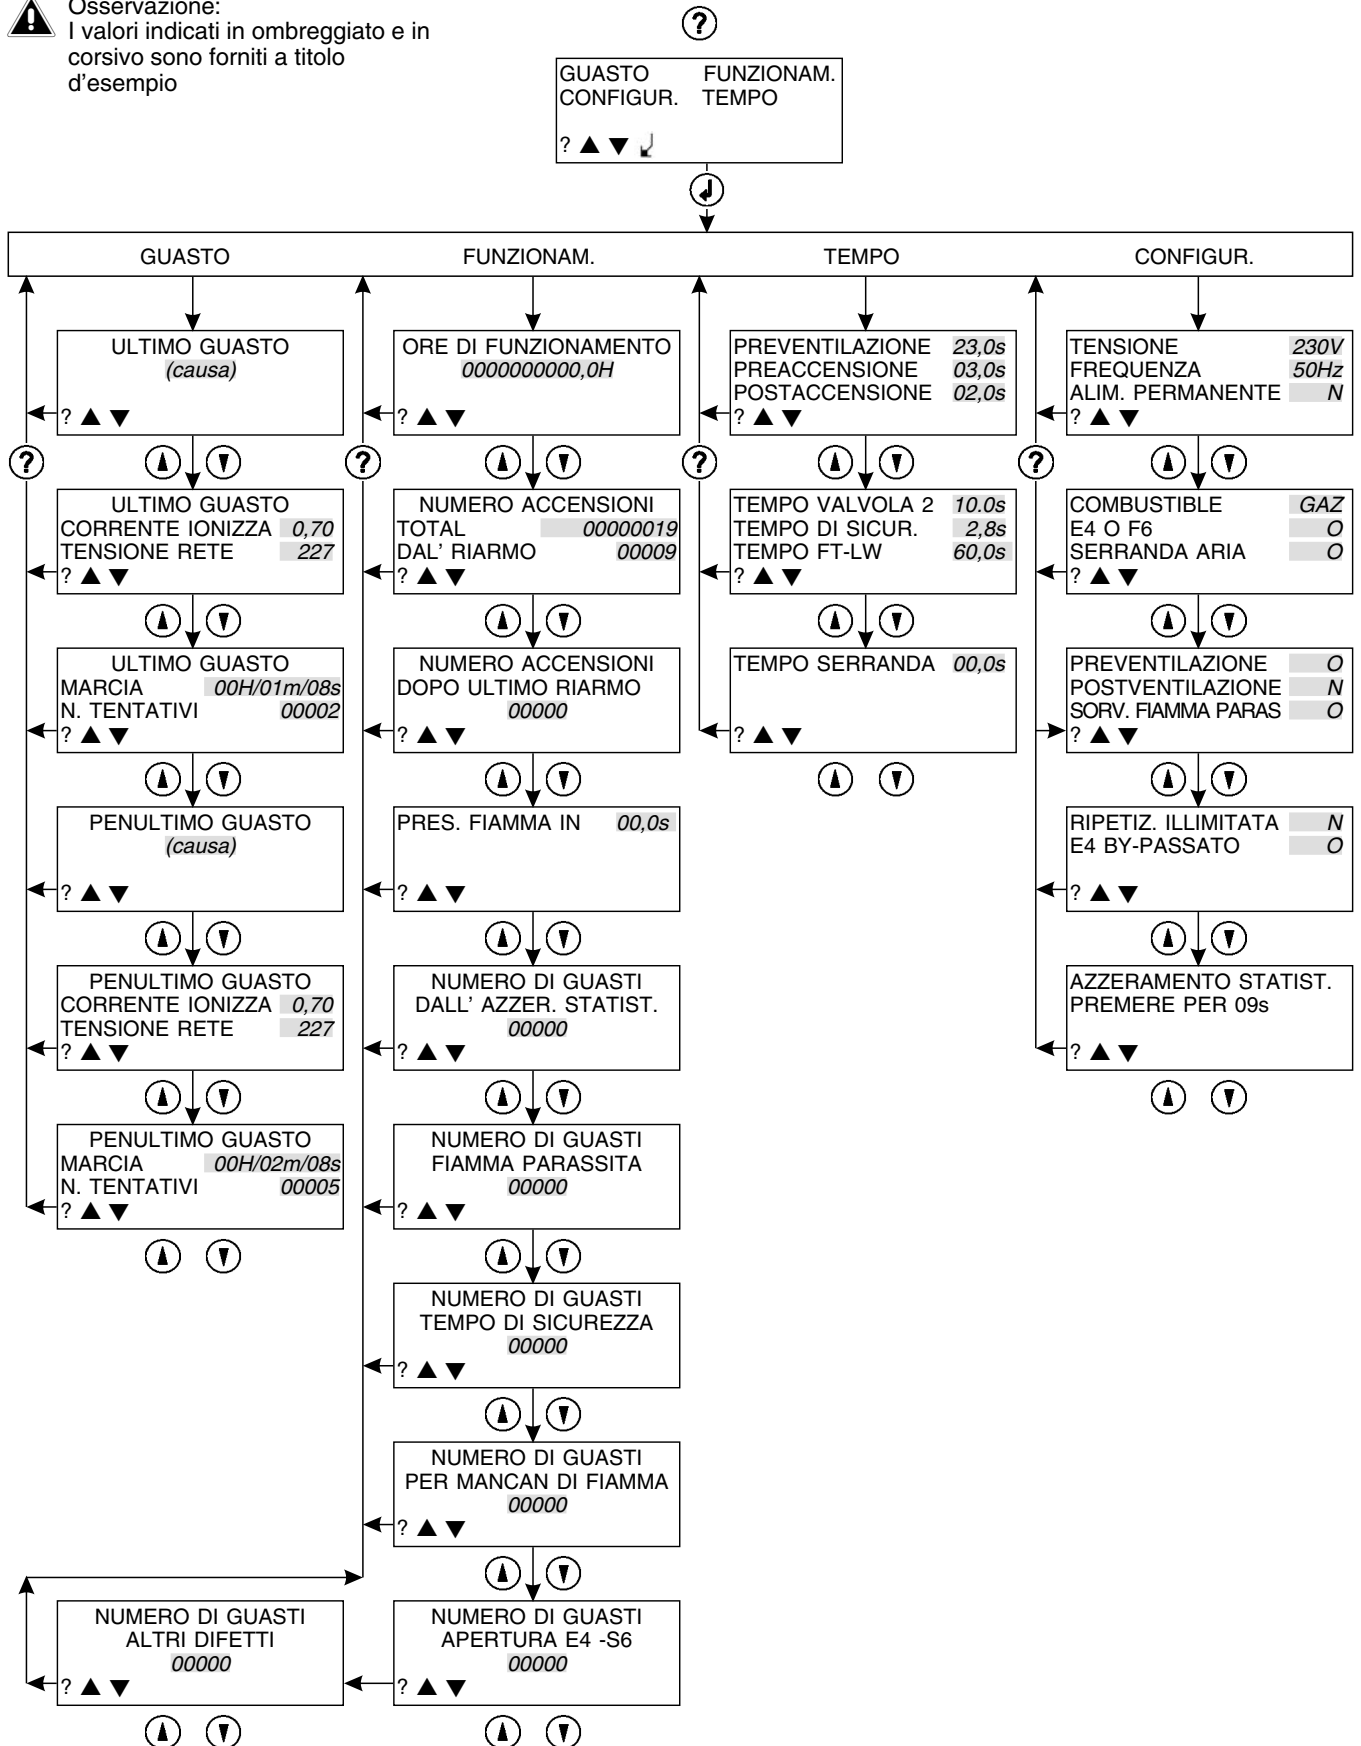 Osservazione:
I valori indicati in ombreggiato e in
corsivo sono forniti a titolo
d'esempio
?
GUASTO FUNZIONAM.
CONFIGUR. TEMPO
? ▲ ▼
GUASTO FUNZIONAM. TEMPO CONFIGUR.
ULTIMO GUASTO
(causa)
? ▲ ▼
?
ULTIMO GUASTO
CORRENTE IONIZZA 0,70
TENSIONE RETE 227
? ▲ ▼
ULTIMO GUASTO
MARCIA 00H/01m/08s
N. TENTATIVI 00002
? ▲ ▼
PENULTIMO GUASTO
(causa)
? ▲ ▼
PENULTIMO GUASTO
CORRENTE IONIZZA 0,70
TENSIONE RETE 227
? ▲ ▼
PENULTIMO GUASTO
MARCIA 00H/02m/08s
N. TENTATIVI 00005
? ▲ ▼
ORE DI FUNZIONAMENTO
0000000000,0H
? ▲ ▼
?
NUMERO ACCENSIONI
TOTAL 00000019
DAL' RIARMO 00009
? ▲ ▼
NUMERO ACCENSIONI
DOPO ULTIMO RIARMO
00000
? ▲ ▼
PRES. FIAMMA IN 00,0s
? ▲ ▼
NUMERO DI GUASTI
DALL' AZZER. STATIST.
00000
? ▲ ▼
NUMERO DI GUASTI
FIAMMA PARASSITA
00000
? ▲ ▼
NUMERO DI GUASTI
TEMPO DI SICUREZZA
00000
? ▲ ▼
NUMERO DI GUASTI
PER MANCAN DI FIAMMA
00000
? ▲ ▼
NUMERO DI GUASTI
APERTURA E4 -S6
00000
? ▲ ▼
NUMERO DI GUASTI
ALTRI DIFETTI
00000
? ▲ ▼
PREVENTILAZIONE 23,0s
PREACCENSIONE 03,0s
POSTACCENSIONE 02,0s
? ▲ ▼
?
TEMPO VALVOLA 2 10.0s
TEMPO DI SICUR. 2,8s
TEMPO FT-LW 60,0s
? ▲ ▼
TEMPO SERRANDA 00,0s
? ▲ ▼
TENSIONE 230V
FREQUENZA 50Hz
ALIM. PERMANENTE N
? ▲ ▼
?
COMBUSTIBLE GAZ
E4 O F6 O
SERRANDA ARIA O
? ▲ ▼
PREVENTILAZIONE O
POSTVENTILAZIONE N
SORV. FIAMMA PARAS O
? ▲ ▼
RIPETIZ. ILLIMITATA N
E4 BY-PASSATO O
? ▲ ▼
AZZERAMENTO STATIST.
PREMERE PER 09s
? ▲ ▼